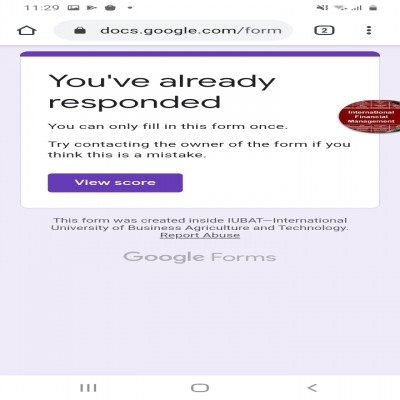 11:29
docs.google.com/form
2
You've already
responded
You can only fill in this form once.
Try contacting the owner of the form if you
think this is a mistake.
International
Financial
Management
View score
This form was created inside IUBAT—International
University of Business Agriculture and Technology.
Report Abuse
Google Forms